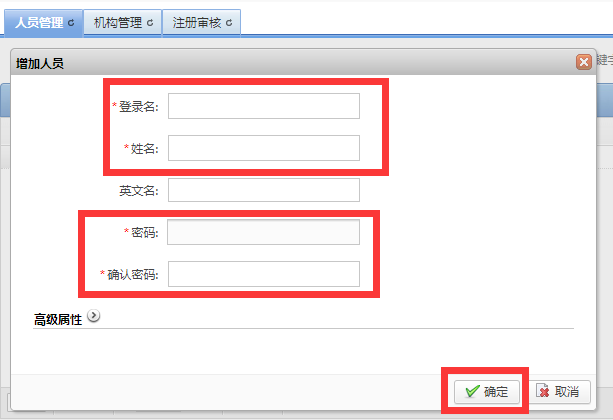 人员管理 机构管理 注册审核
键字
增加人员
*登录名:
*姓名:
英文名:
*密码:
*确认密码:
高级属性
确定 取消